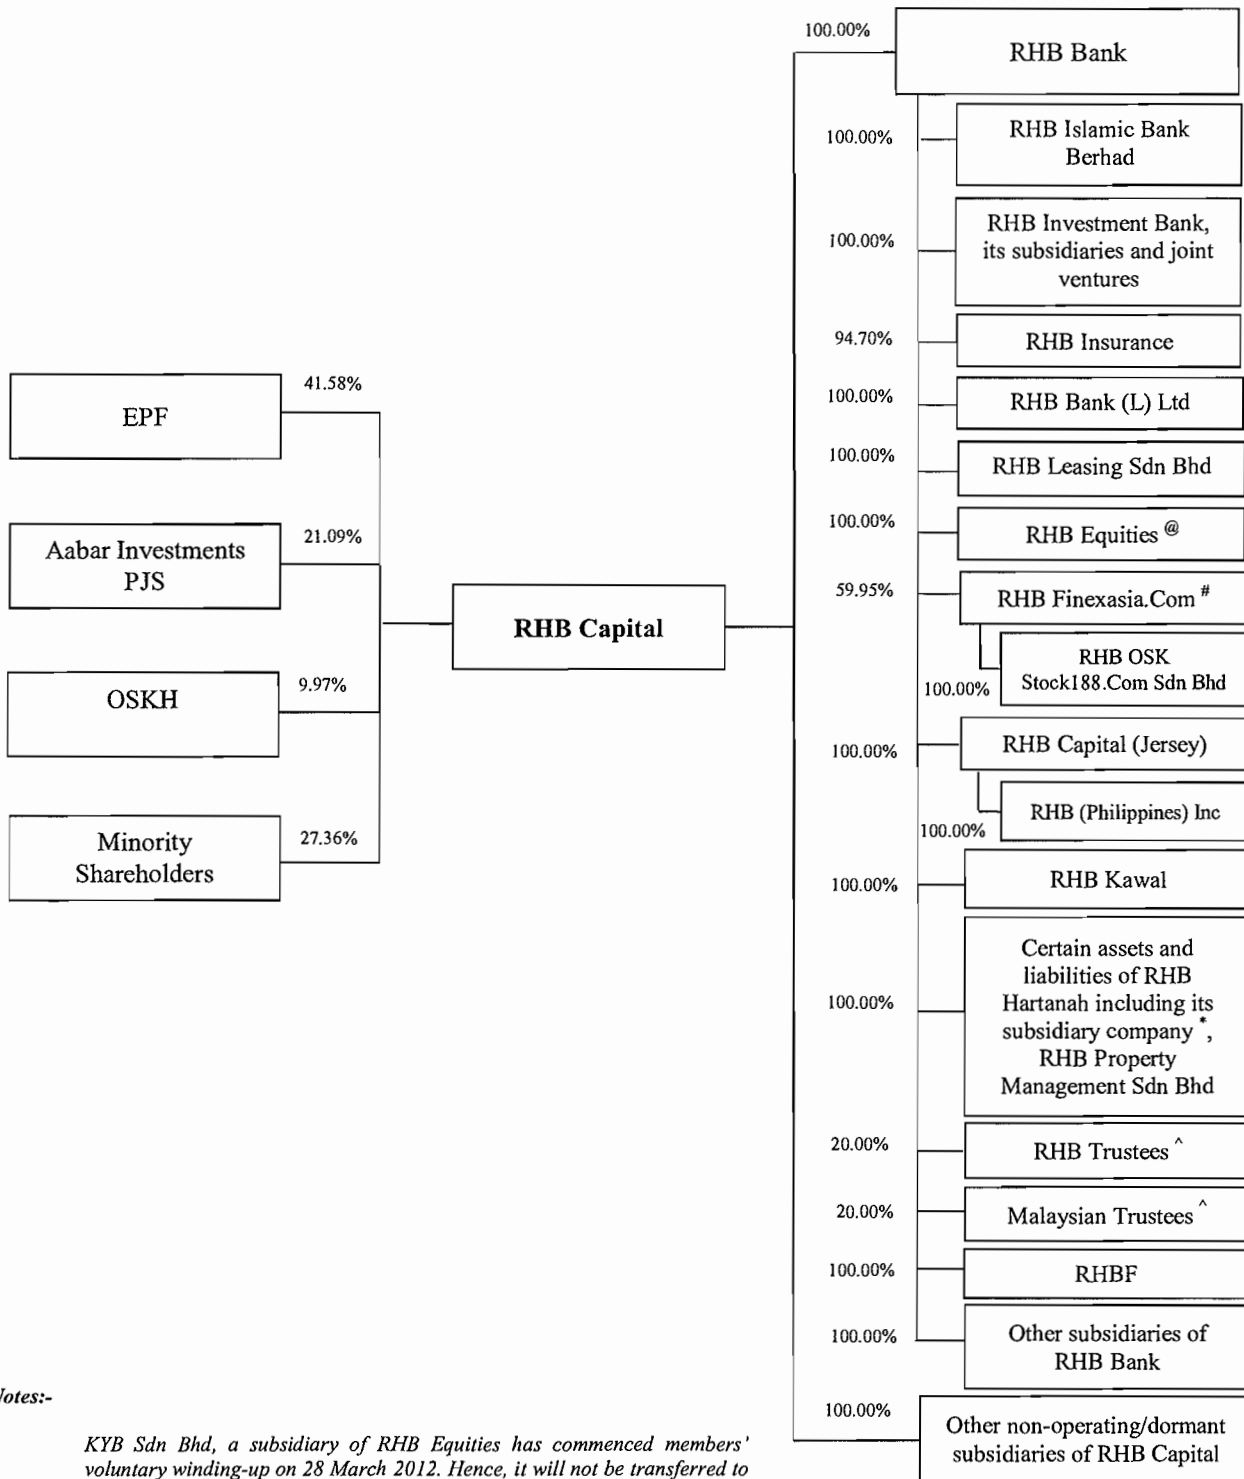 100.00%
RHB Bank
100.00%
RHB Islamic Bank
Berhad
100.00%
RHB Investment Bank,
its subsidiaries and joint
ventures
94.70%
RHB Insurance
100.00%
RHB Bank (L) Ltd
100.00%
RHB Leasing Sdn Bhd
100.00%
RHB Equities @
59.95%
RHB Finexasia.Com #
100.00%
RHB OSK
Stock188.Com Sdn Bhd
100.00%
RHB Capital (Jersey)
100.00%
RHB (Philippines) Inc
100.00%
RHB Kawal
100.00%
Certain assets and
liabilities of RHB
Hartanah including its
subsidiary company *,
RHB Property
Management Sdn Bhd
20.00%
RHB Trustees ^
20.00%
Malaysian Trustees ^
100.00%
RHBF
100.00%
Other subsidiaries of
RHB Bank
100.00%
Other non-operating/dormant
subsidiaries of RHB Capital
EPF
41.58%
Aabar Investments
PJS
21.09%
OSKH
9.97%
Minority
Shareholders
27.36%
RHB Capital
Notes:-
KYB Sdn Bhd, a subsidiary of RHB Equities has commenced members'
voluntary winding-up on 28 March 2012. Hence, it will not be transferred to